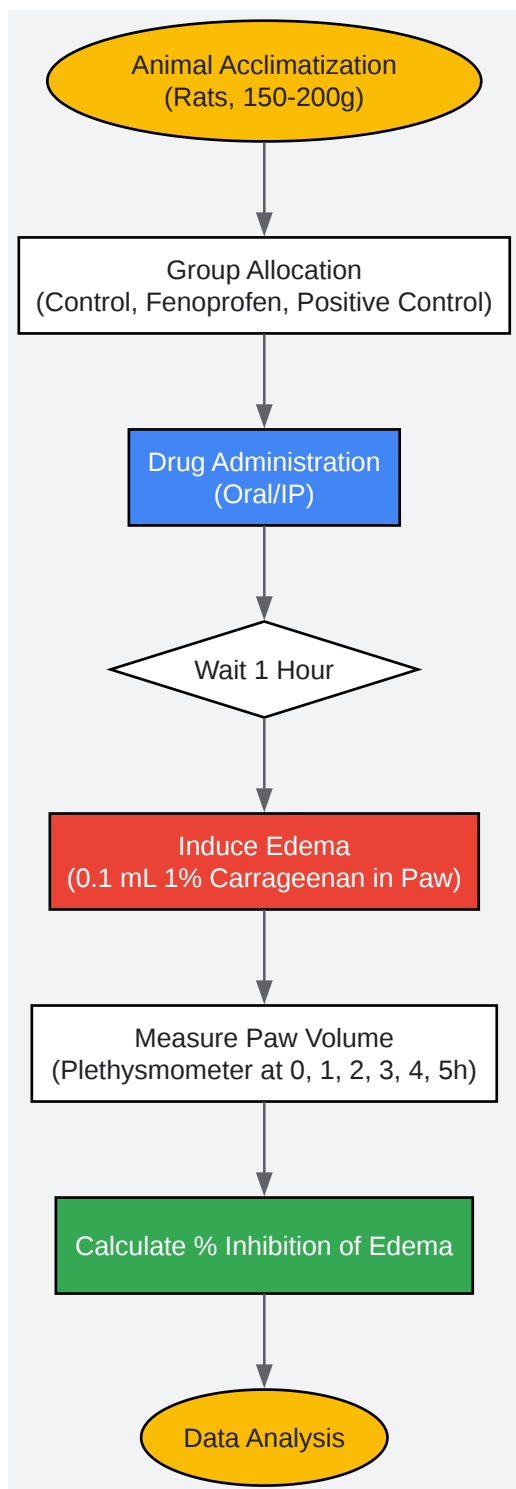 Animal Acclimatization
(Rats, 150-200g)
Group Allocation
(Control, Fenoprofen, Positive Control)
Drug Administration
(Oral/IP)
Wait 1 Hour
Induce Edema
(0.1 mL 1% Carrageenan in Paw)
Measure Paw Volume
(Plethysmometer at 0, 1, 2, 3, 4, 5h)
Calculate % Inhibition of Edema
Data Analysis